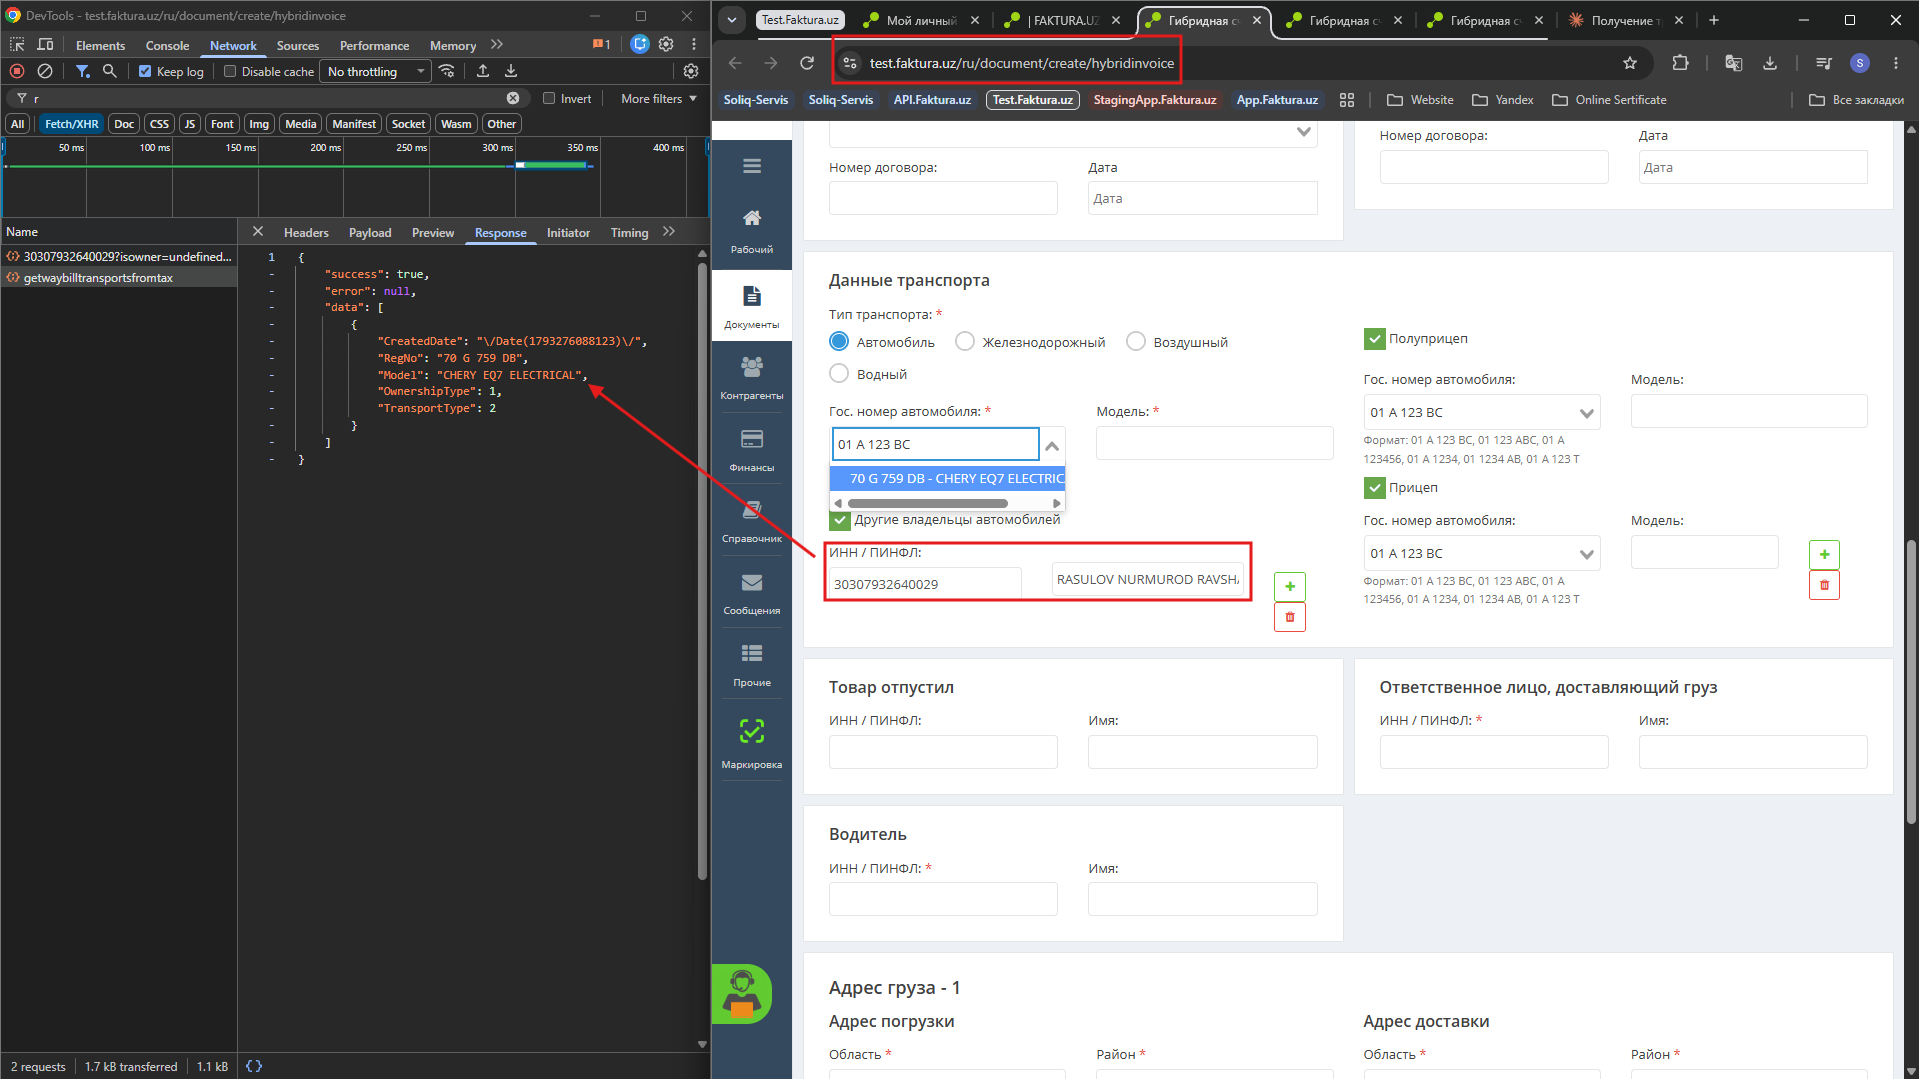 DevTools - test.faktura.uz/ru/document/create/hybridinvoice
Elements Console Network Sources Performance Memory 1
Keep log Disable cache No throttling
r Invert More filters
All Fetch/XHR Doc CSS JS Font Img Media Manifest Socket Wasm Other
50 ms 100 ms 150 ms 200 ms 250 ms 300 ms 350 ms 400 ms
Name
30307932640029?isowner=undefined...
getwaybilltransportsfromtax
Headers Payload Preview Response Initiator Timing
1 {
- "success": true,
- "error": null,
- "data": [
- {
- "CreatedDate": "\/Date(1793276088123)\/",
- "RegNo": "70 G 759 DB",
- "Model": "CHERY EQ7 ELECTRICAL",
- "OwnershipType": 1,
- "TransportType": 2
- }
- ]
- }
2 requests 1.7 kB transferred 1.1 kB { }
Test.Faktura.uz Мой личный | FAKTURA.UZ Гибридная с Гибридная с Гибридная с Получение т
test.faktura.uz/ru/document/create/hybridinvoice
S
Soliq-Servis Soliq-Servis API.Faktura.uz Test.Faktura.uz StagingApp.Faktura.uz App.Faktura.uz Website Yandex Online Sertificate Все закладки
Рабочий
Документы
Контрагенты
Финансы
Справочник
Сообщения
Прочие
Маркировка
Номер договора: Дата
Дата
Номер договора: Дата
Дата
Данные транспорта
Тип транспорта: *
Автомобиль Железнодорожный Воздушный
Водный
Гос. номер автомобиля: * Модель: *
01 A 123 BC
70 G 759 DB - CHERY EQ7 ELECTRIC
Другие владельцы автомобилей
ИНН / ПИНФЛ:
30307932640029 RASULOV NURMUROD RAVSHA
Полуприцеп
Гос. номер автомобиля: Модель:
01 A 123 BC
Формат: 01 A 123 BC, 01 123 ABC, 01 A
123456, 01 A 1234, 01 1234 AB, 01 A 123 T
Прицеп
Гос. номер автомобиля: Модель:
01 A 123 BC
Формат: 01 A 123 BC, 01 123 ABC, 01 A
123456, 01 A 1234, 01 1234 AB, 01 A 123 T
Товар отпустил
ИНН / ПИНФЛ: Имя:
Ответственное лицо, доставляющий груз
ИНН / ПИНФЛ: * Имя:
Водитель
ИНН / ПИНФЛ: * Имя:
Адрес груза - 1
Адрес погрузки Адрес доставки
Область * Район * Область * Район *